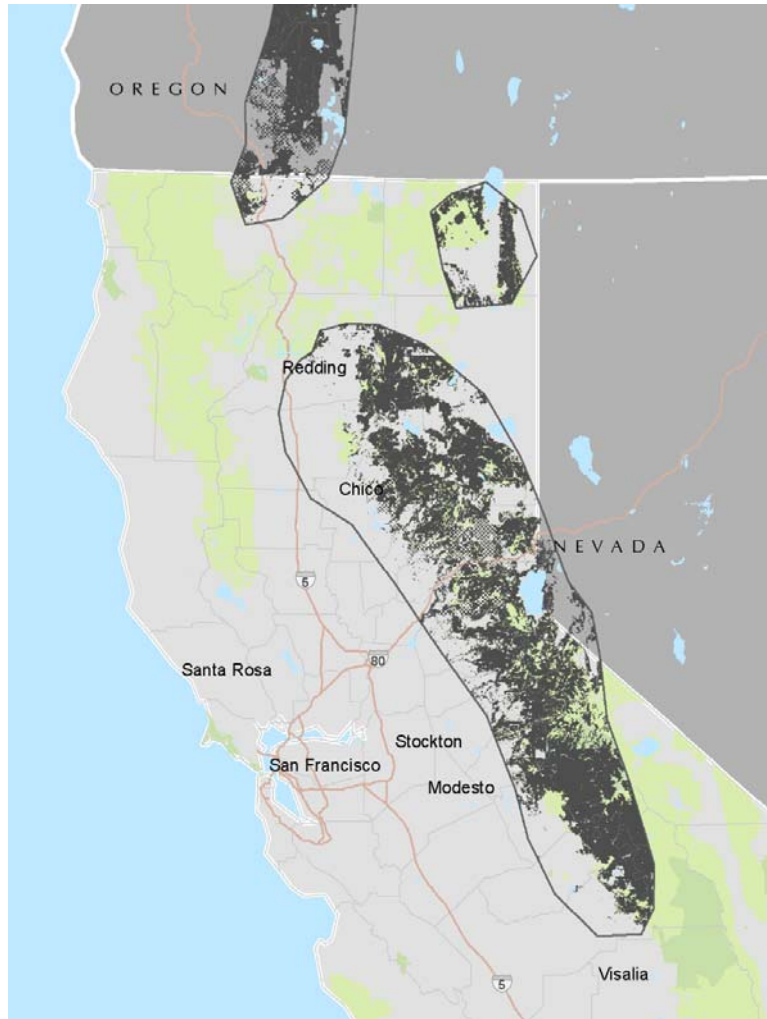 OREGON
Redding
Chico
NEVADA
5
Santa Rosa
80
Stockton
San Francisco
Modesto
Visalia
5